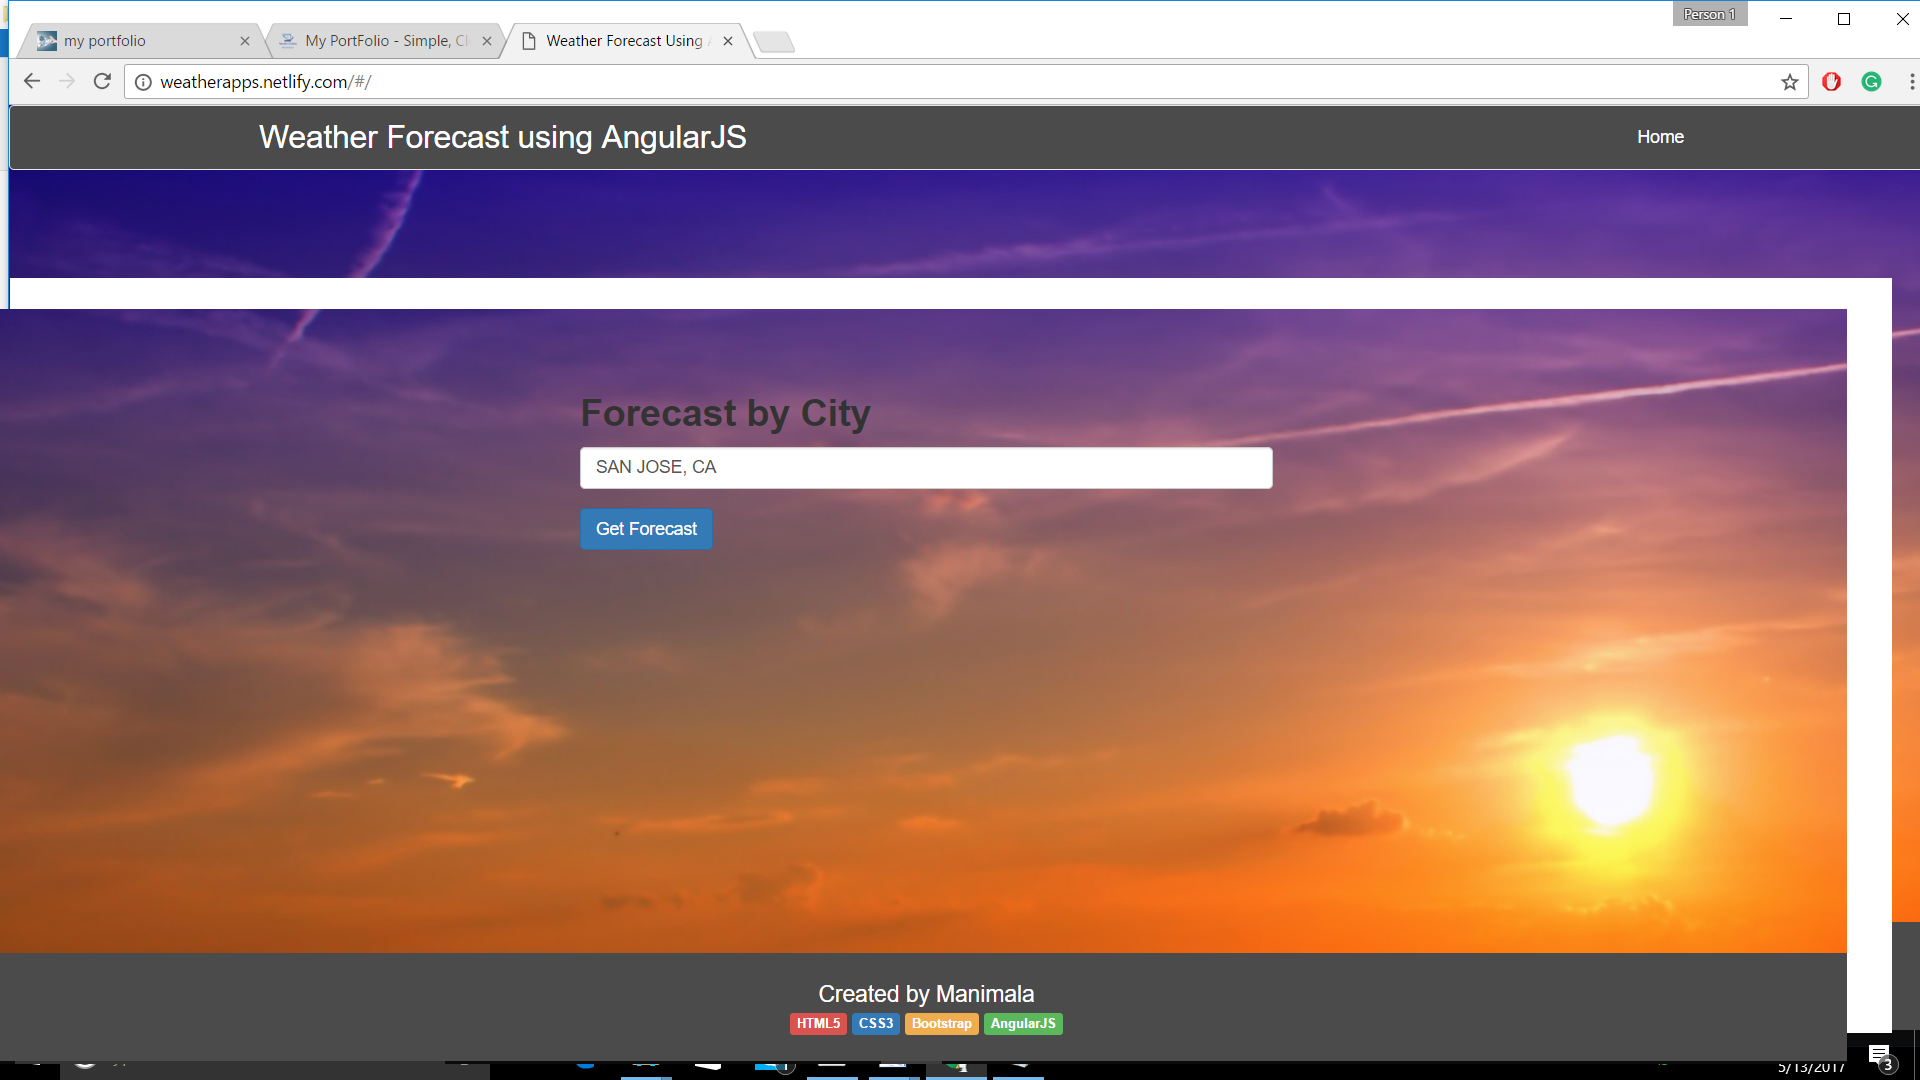 Person 1
my portfolio
My PortFolio - Simple, Cl
Weather Forecast Using
weatherapps.netlify.com/#/
Weather Forecast using AngularJS
Home
Forecast by City
SAN JOSE, CA
Get Forecast
Created by Manimala
HTML5 CSS3 Bootstrap AngularJS
5/13/2017
3